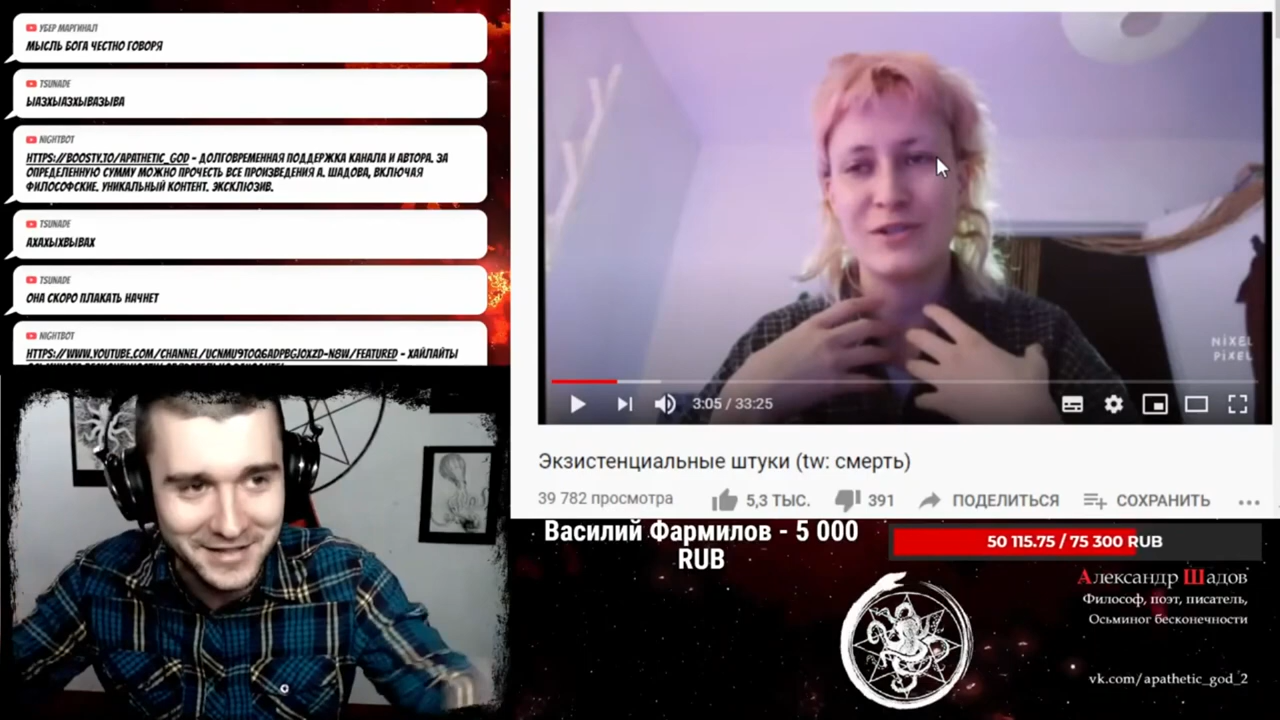 УБЕР МАРГИНАЛ
МЫСЛЬ БОГА ЧЕСТНО ГОВОРЯ
TSUNADE
ЫАЗХЫАЗХЫВАЗЫВА
NIGHTBOT
HTTPS://BOOSTY.TO/APATHETIC_GOD - ДОЛГОВРЕМЕННАЯ ПОДДЕРЖКА КАНАЛА И АВТОРА. ЗА
ОПРЕДЕЛЕННУЮ СУММУ МОЖНО ПРОЧЕСТЬ ВСЕ ПРОИЗВЕДЕНИЯ А. ШАДОВА, ВКЛЮЧАЯ
ФИЛОСОФСКИЕ. УНИКАЛЬНЫЙ КОНТЕНТ. ЭКСКЛЮЗИВ.
TSUNADE
АХАХЫХВЫВАХ
TSUNADE
ОНА СКОРО ПЛАКАТЬ НАЧНЕТ
NIGHTBOT
HTTPS://WWW.YOUTUBE.COM/CHANNEL/UCNMU9TOQ6ADPBGJOXZD-N8W/FEATURED - ХАЙЛАЙТЫ
NIXEL
PIXEL
3:05 / 33:25
Экзистенциальные штуки (tw: смерть)
39 782 просмотра
5,3 ТЫС.
391
ПОДЕЛИТЬСЯ
СОХРАНИТЬ
Василий Фармилов - 5 000
RUB
50 115.75 / 75 300 RUB
Александр Шадов
Философ, поэт, писатель,
Осьминог бесконечности
vk.com/apathetic_god_2